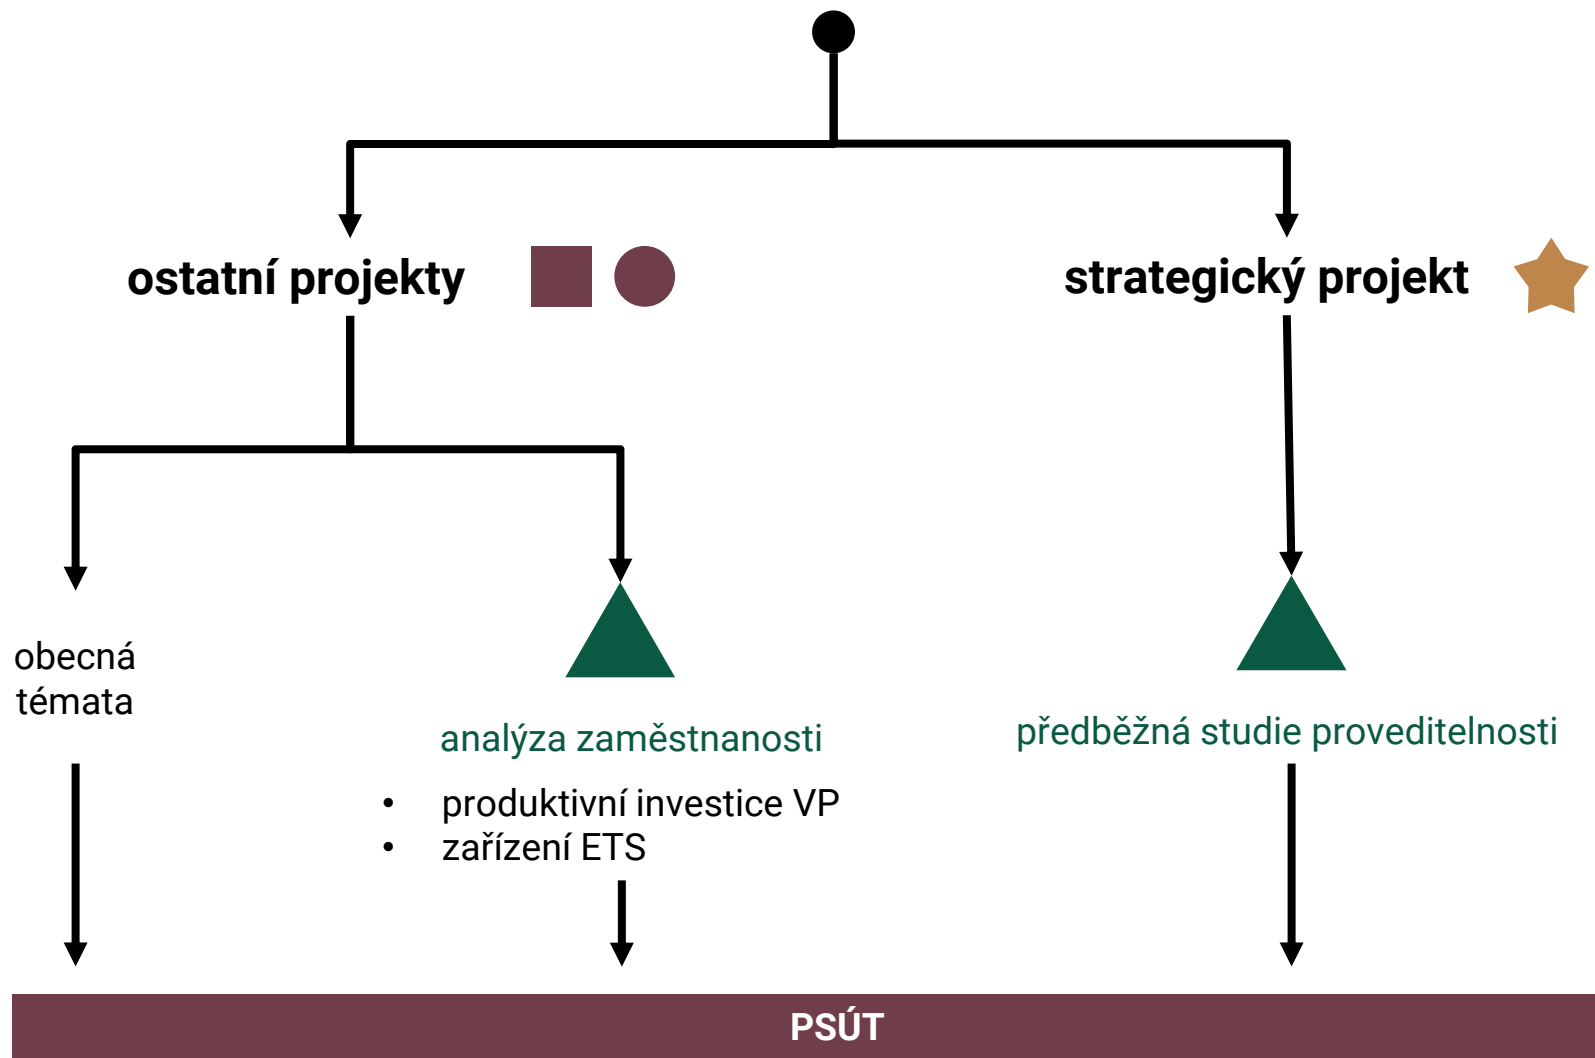 ostatní projekty
strategický projekt
obecná
témata
analýza zaměstnanosti
• produktivní investice VP
• zařízení ETS
předběžná studie proveditelnosti
PSÚT